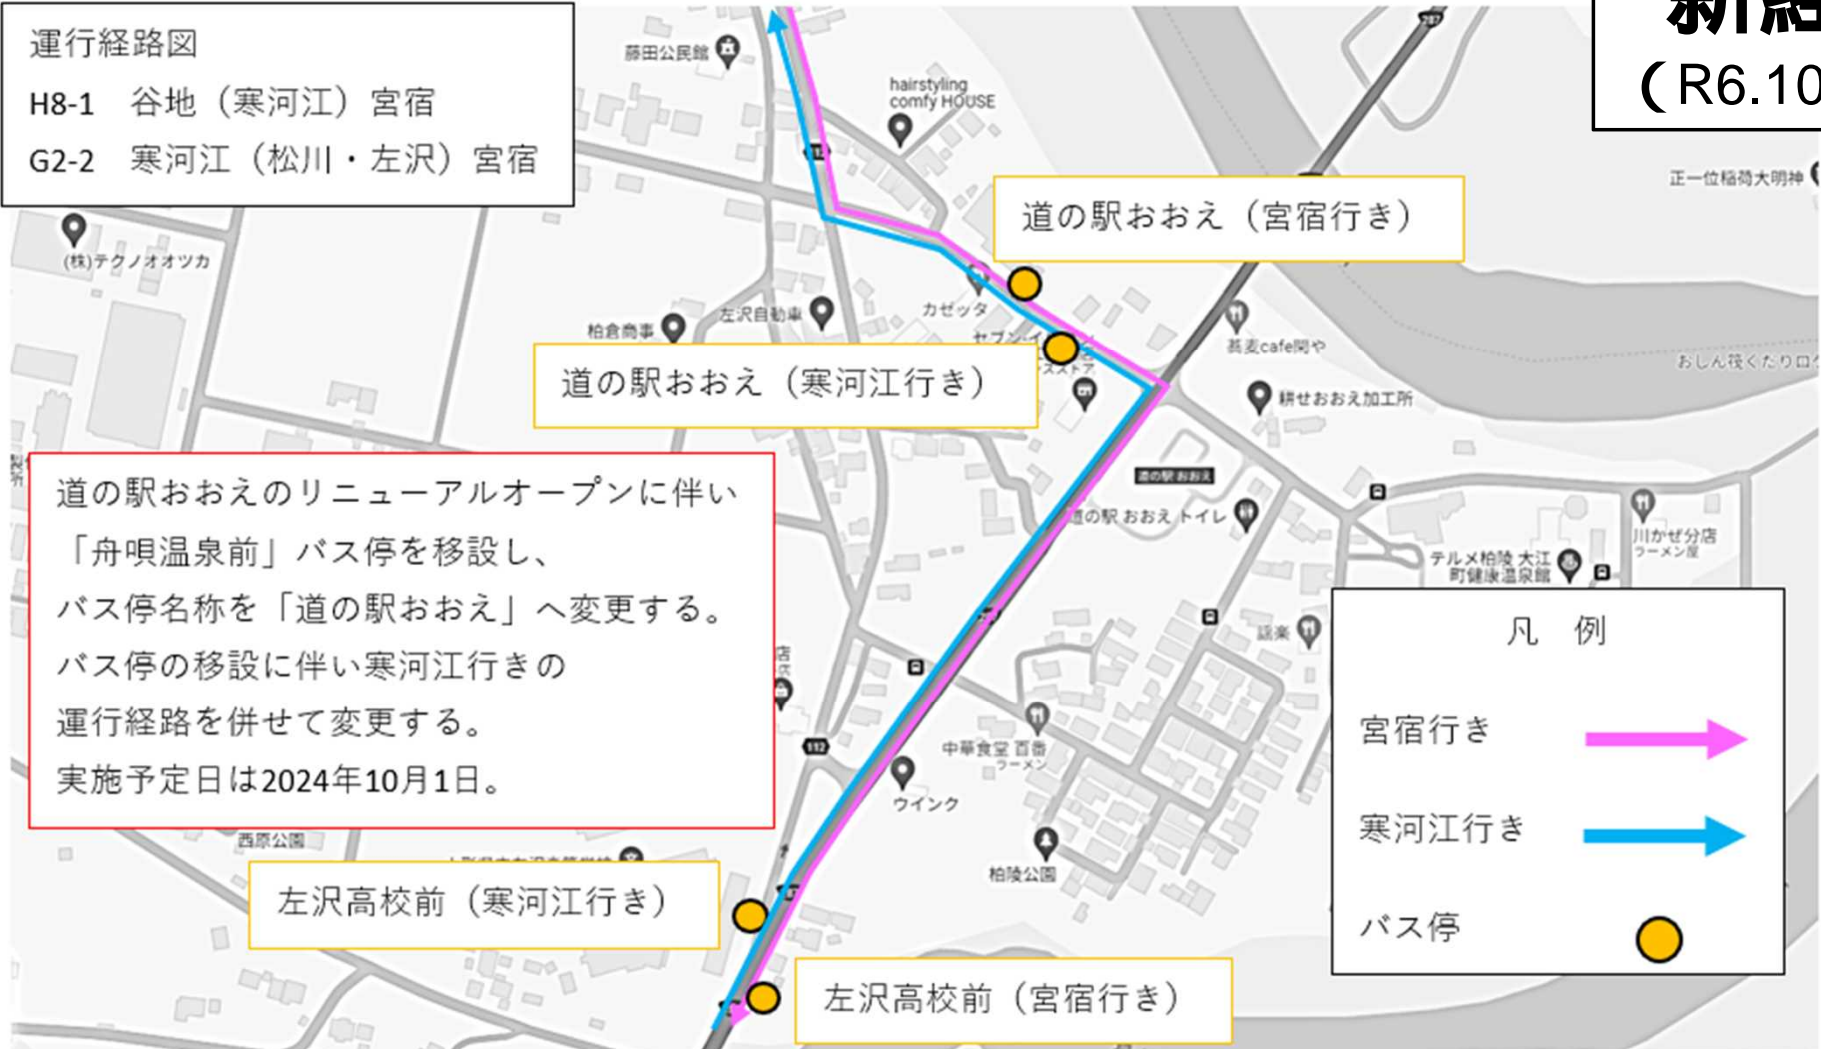 運行経路図
H8-1 谷地（寒河江）宮宿
G2-2 寒河江（松川・左沢）宮宿
（R6.10
藤田公民館
hairstyling
comfy HOUSE
287
正一位稲荷大明神
道の駅おおえ（宮宿行き）
(株)テクノオオツカ
カゼッタ
左沢自動車
柏倉商事
蕎麦cafe関や
おしん筏くだり
道の駅おおえ（寒河江行き）
耕せおおえ加工所
道の駅おおえのリニューアルオープンに伴い
「舟唄温泉前」バス停を移設し、
バス停名称を「道の駅おおえ」へ変更する。
バス停の移設に伴い寒河江行きの
運行経路を併せて変更する。
実施予定日は2024年10月1日。
道の駅 おおえ
道の駅 おおえ トイレ
川かぜ分店
ラーメン屋
テルメ柏陵 大江
町健康温泉館
凡 例
宮宿行き
寒河江行き
バス停
112
中華食堂 百番
ラーメン
ウインク
柏陵公園
西原公園
左沢高校前（寒河江行き）
左沢高校前（宮宿行き）